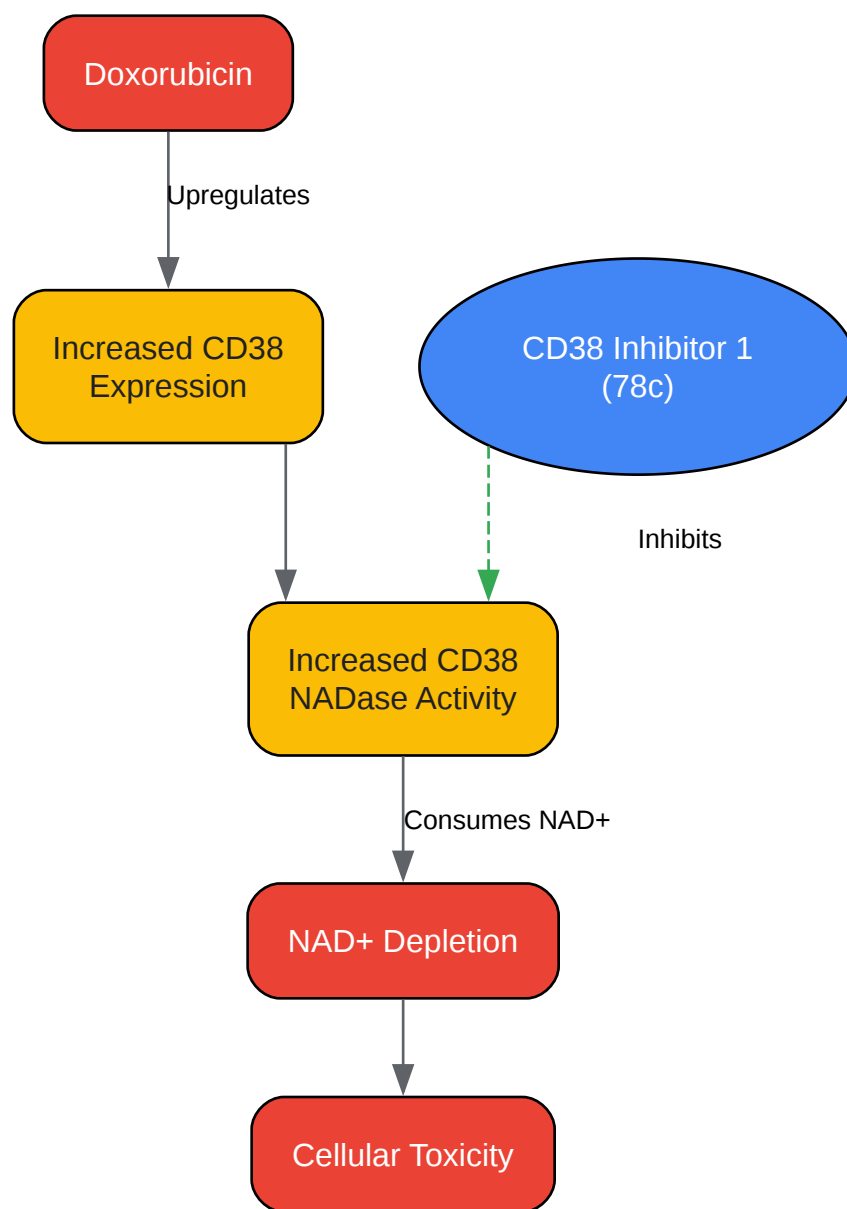 Doxorubicin
Upregulates
Increased CD38
Expression
CD38 Inhibitor 1
(78c)
Inhibits
Increased CD38
NADase Activity
Consumes NAD+
NAD+ Depletion
Cellular Toxicity